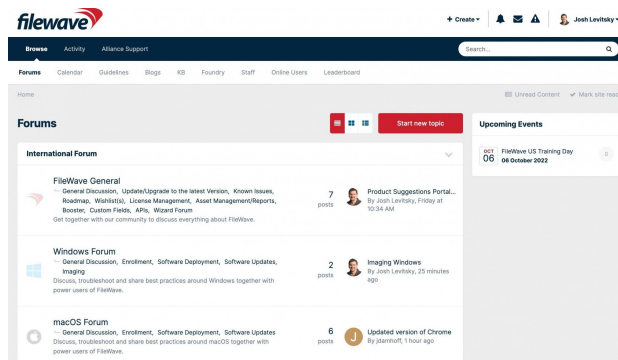 filewave
+ Create
Josh Levitsky
Browse Activity Alliance Support
Search...
Forums Calendar Guidelines Blogs KB Foundry Staff Online Users Leaderboard
Home
Unread Content Mark site read
Forums
Start new topic
Upcoming Events
International Forum
OCT
06
FileWave US Training Day
06 October 2022
0
FileWave General
General Discussion, Update/Upgrade to the latest Version, Known Issues,
Roadmap, Wishlist(s), License Management, Asset Management/Reports,
Booster, Custom Fields, APIs, Wizard Forum
Get together with our community to discuss everything about FileWave.
7
posts
Product Suggestions Portal...
By Josh Levitsky, Friday at
10:34 AM
Windows Forum
General Discussion, Enrollment, Software Deployment, Software Updates,
Imaging
Discuss, troubleshoot and share best practices around Windows together with
power users of FileWave.
2
posts
Imaging Windows
By Josh Levitsky, 25 minutes
ago
macOS Forum
General Discussion, Enrollment, Software Deployment, Software Updates
Discuss, troubleshoot and share best practices around macOS together with
power users of FileWave.
6
posts
J
Updated version of Chrome
By jdamhoff, 1 hour ago